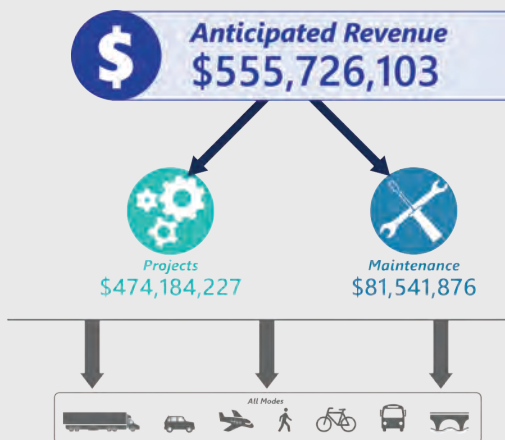 $
Anticipated Revenue
$555,726,103
Projects
$474,184,227
Maintenance
$81,541,876
All Modes